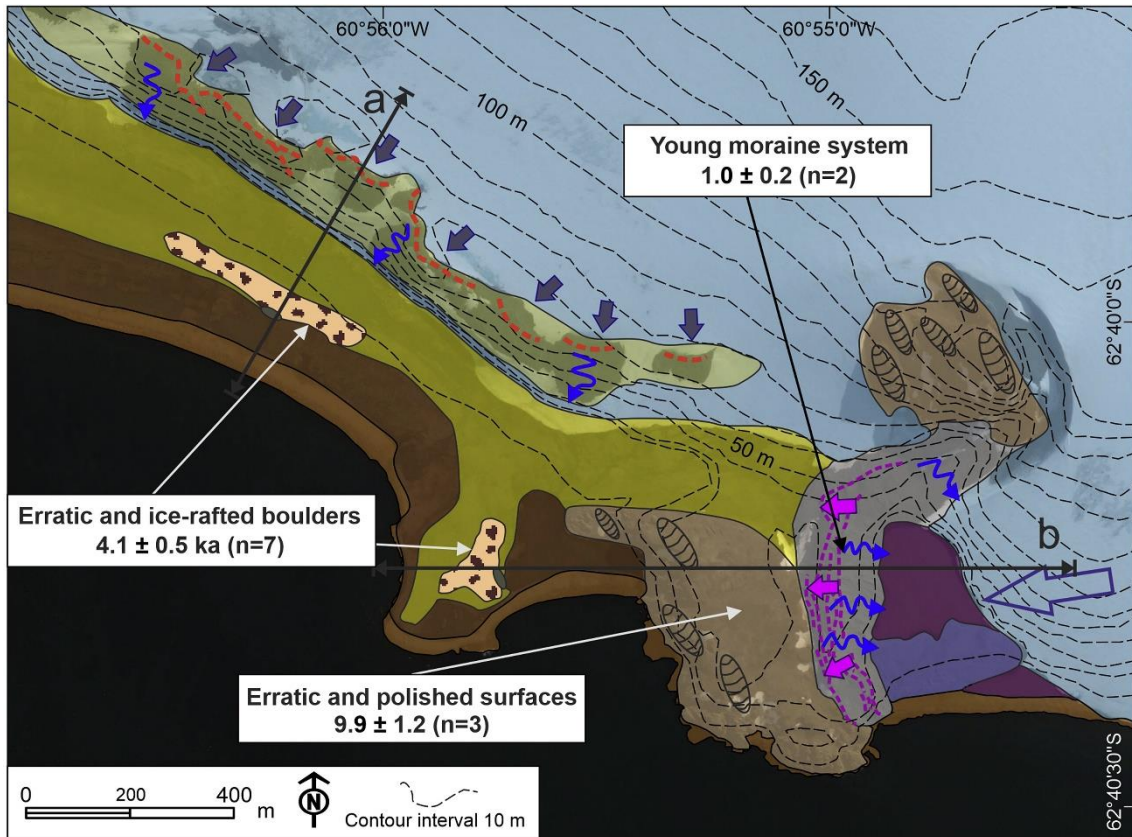 60°56'0"W
60°55'0"W
150 m
100 m
a
Young moraine system
1.0 ± 0.2 (n=2)
62°40'0"S
50 m
Erratic and ice-rafted boulders
4.1 ± 0.5 ka (n=7)
b
Erratic and polished surfaces
9.9 ± 1.2 (n=3)
62°40'30"S
0 200 400 m
N
Contour interval 10 m